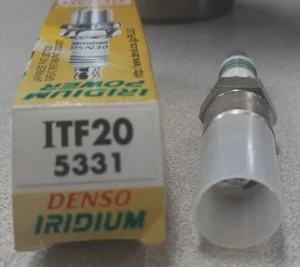 DENSO
IRIDIUM
POWER
ITF20
5331
DENSO
IRIDIUM